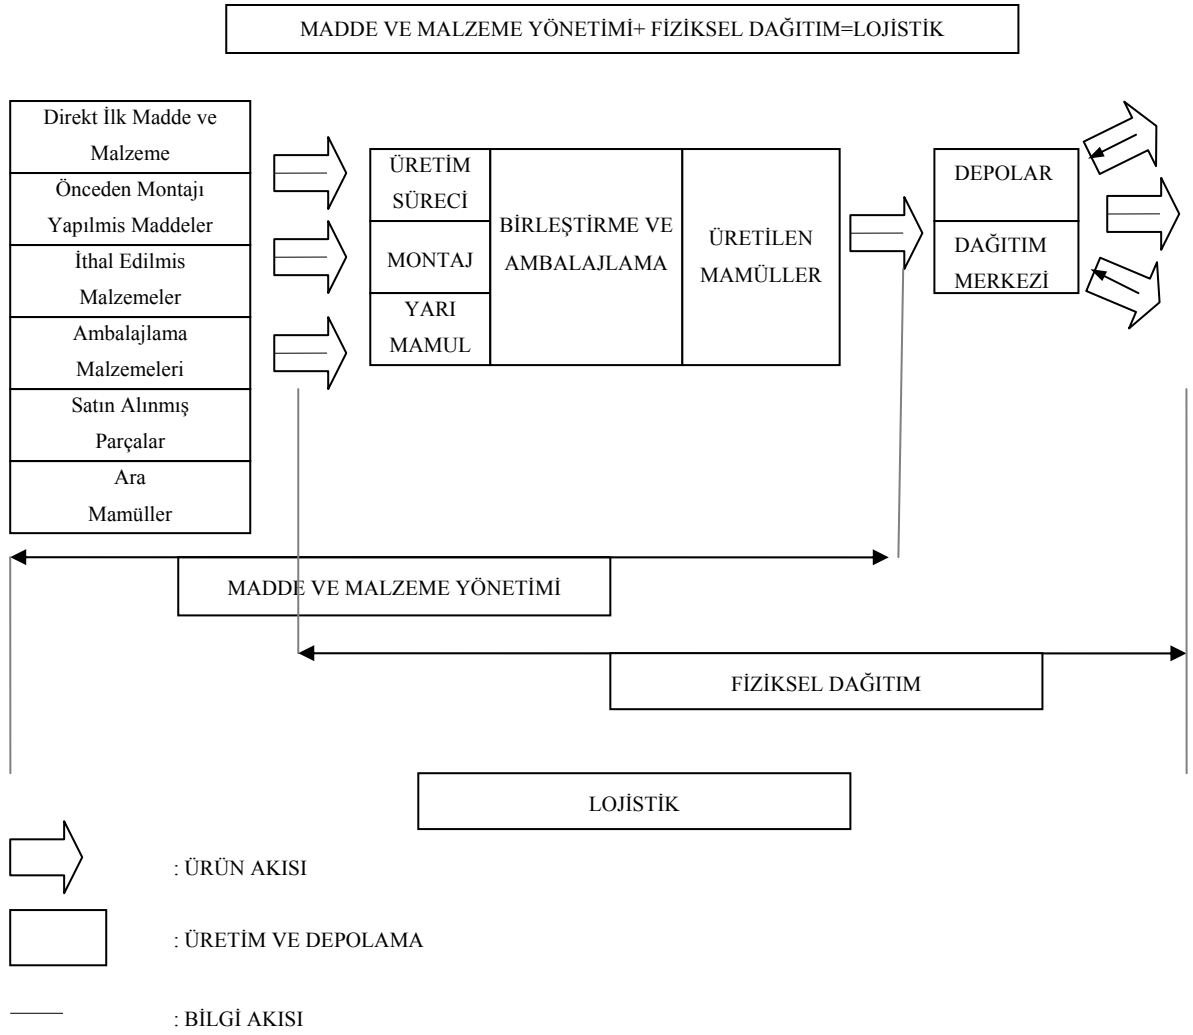 MADDE VE MALZEME YÖNETİMİ+ FİZİKSEL DAĞITIM=LOJİSTİK
Direkt İlk Madde ve
Malzeme
Önceden Montajı
Yapılmis Maddeler
İthal Edilmis
Malzemeler
Ambalajlama
Malzemeleri
Satın Alınmış
Parçalar
Ara
Mamüller
ÜRETİM
SÜRECİ
MONTAJ
YARI
MAMUL
BİRLEŞTİRME VE
AMBALAJLAMA
ÜRETİLEN
MAMÜLLER
DEPOLAR
DAĞITIM
MERKEZİ
MADDE VE MALZEME YÖNETİMİ
FİZİKSEL DAĞITIM
LOJİSTİK
: ÜRÜN AKISI
: ÜRETİM VE DEPOLAMA
: BİLGİ AKISI